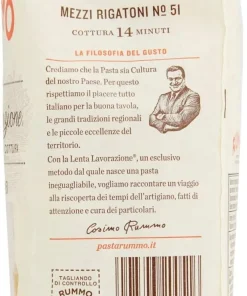 MEZZI RIGATONI Nº 51
COTTURA 14 MINUTI
LA FILOSOFIA DEL GUSTO
Crediamo che la Pasta sia Cultura
del nostro Paese. Per questo
rispettiamo il piacere tutto
italiano per la buona tavola,
le grandi tradizioni regionali
e le piccole eccellenze del
territorio.
Con la Lenta Lavorazione®, un esclusivo
metodo dal quale nasce una pasta
ineguagliabile, vogliamo raccontare un viaggio
alla riscoperta dei tempi dell'artigiano, fatti di
attenzione e cura dei particolari.
Cosimo Rummo
pastarummo.it
TAGLIANDO
DI CONTROLLO
RUMMO